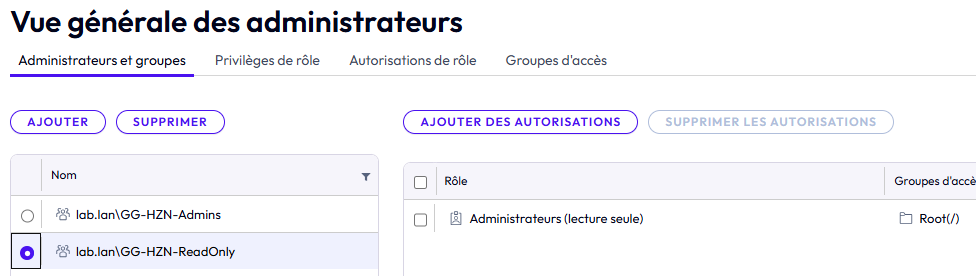 Vue générale des administrateurs
Administrateurs et groupes Privilèges de rôle Autorisations de rôle Groupes d'accès
AJOUTER SUPPRIMER AJOUTER DES AUTORISATIONS SUPPRIMER LES AUTORISATIONS
Nom Rôle Groupes d'accè
lab.lan\GG-HZN-Admins Administrateurs (lecture seule) Root(/)
lab.lan\GG-HZN-ReadOnly